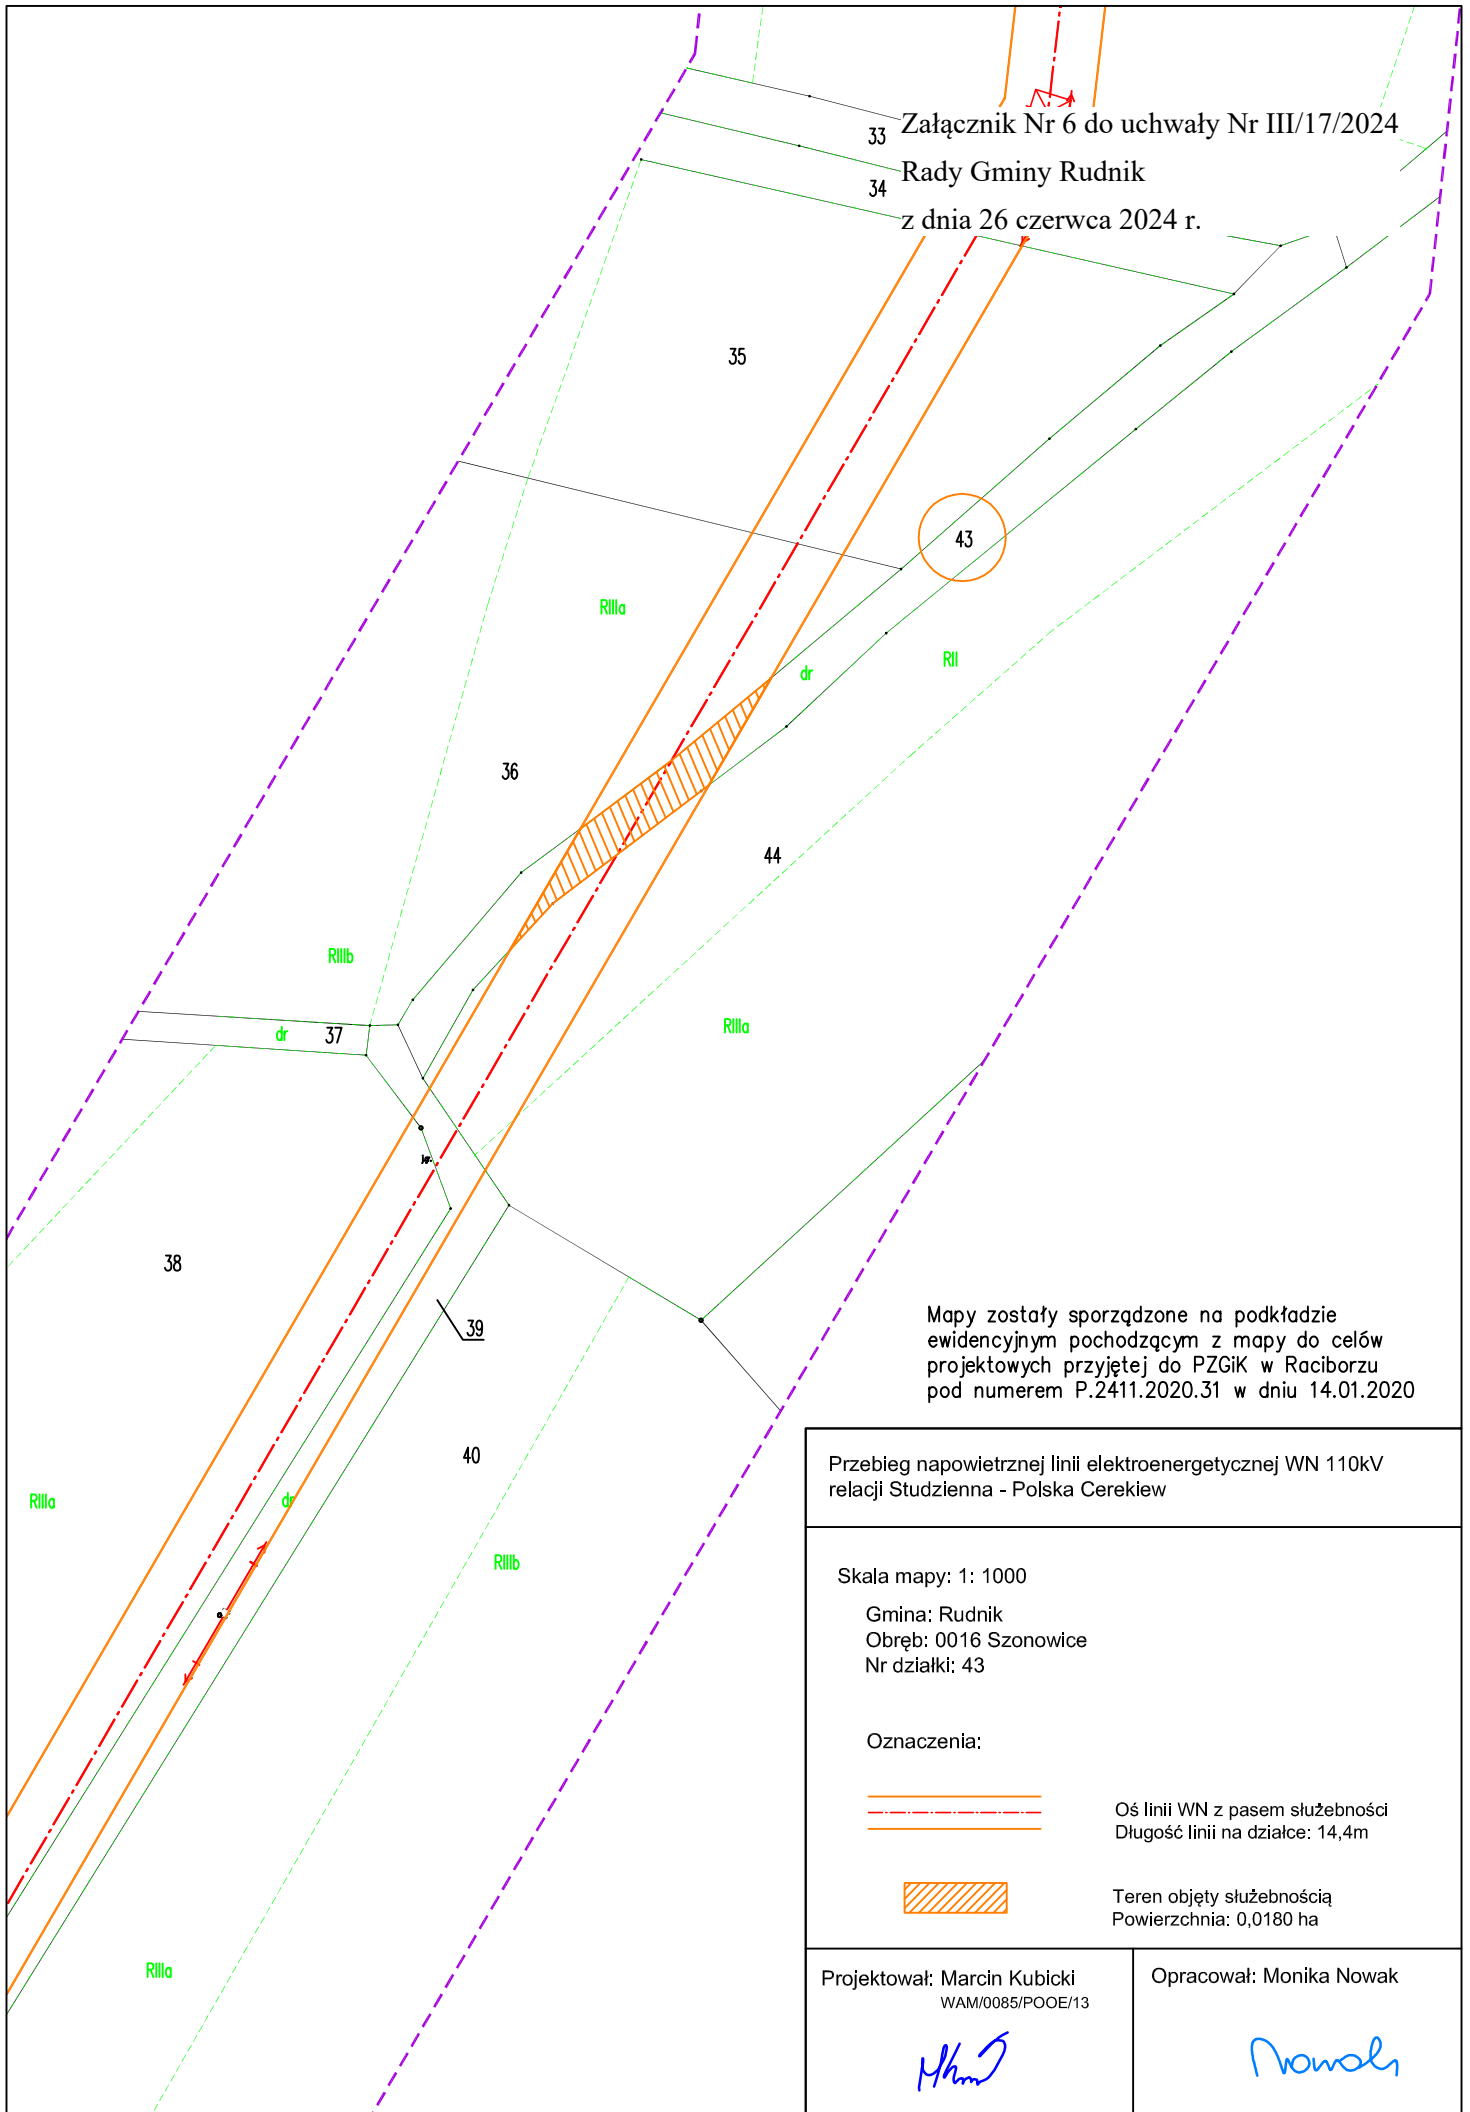 Załącznik Nr 6 do uchwały Nr III/17/2024
33
Rady Gminy Rudnik
34
z dnia 26 czerwca 2024 r.
35
43
RIIIa
RII
dr
36
44
RIIIb
RIIIa
dr
37
38
39
Mapy zostały sporządzone na podkładzie
ewidencyjnym pochodzącym z mapy do celów
projektowych przyjętej do PZGiK w Raciborzu
pod numerem P.2411.2020.31 w dniu 14.01.2020
40
RIIIa
dr
RIIIb
RIIIa
Przebieg napowietrznej linii elektroenergetycznej WN 110kV
relacji Studzienna - Polska Cerekiew
Skala mapy: 1: 1000
Gmina: Rudnik
Obręb: 0016 Szonowice
Nr działki: 43
Oznaczenia:
Oś linii WN z pasem służebności
Długość linii na działce: 14,4m
Teren objęty służebnością
Powierzchnia: 0,0180 ha
Projektował: Marcin Kubicki
WAM/0085/POOE/13
Opracował: Monika Nowak
Nowak